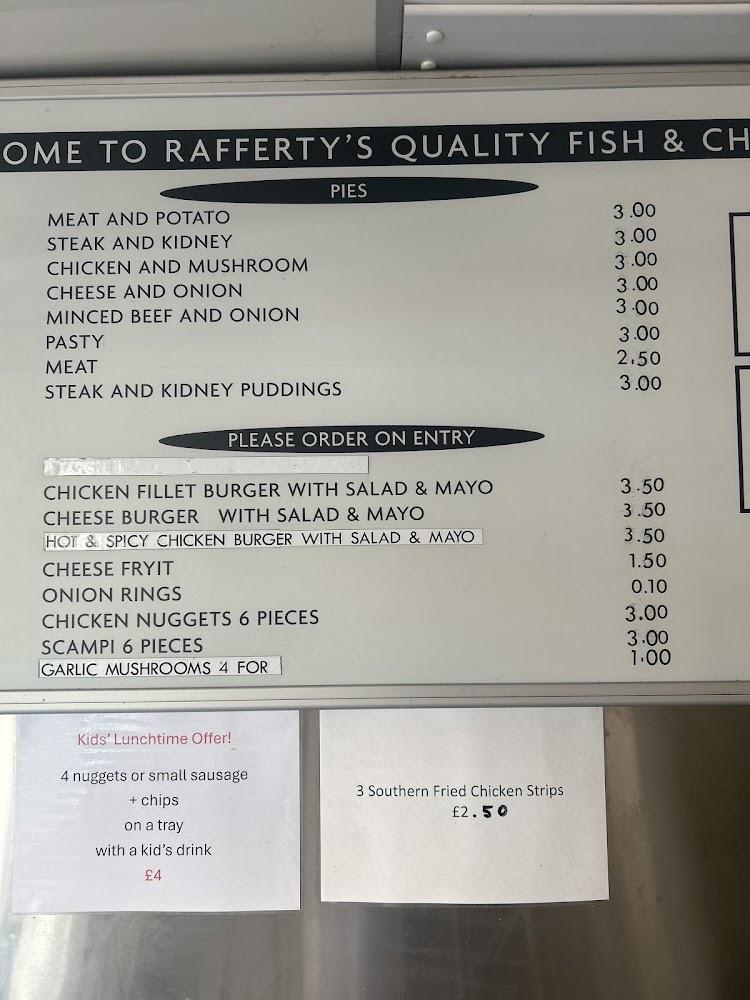 OME TO RAFFERTY'S QUALITY FISH & CH
PIES
MEAT AND POTATO 3.00
STEAK AND KIDNEY 3.00
CHICKEN AND MUSHROOM 3.00
CHEESE AND ONION 3.00
MINCED BEEF AND ONION 3.00
PASTY 3.00
MEAT 2.50
STEAK AND KIDNEY PUDDINGS 3.00
PLEASE ORDER ON ENTRY
CHICKEN FILLET BURGER WITH SALAD & MAYO 3.50
CHEESE BURGER WITH SALAD & MAYO 3.50
HOT & SPICY CHICKEN BURGER WITH SALAD & MAYO 3.50
CHEESE FRYIT 1.50
ONION RINGS 0.10
CHICKEN NUGGETS 6 PIECES 3.00
SCAMPI 6 PIECES 3.00
GARLIC MUSHROOMS 4 FOR 1.00
Kids' Lunchtime Offer!
4 nuggets or small sausage
+ chips
on a tray
with a kid's drink
£4
3 Southern Fried Chicken Strips
£2.50